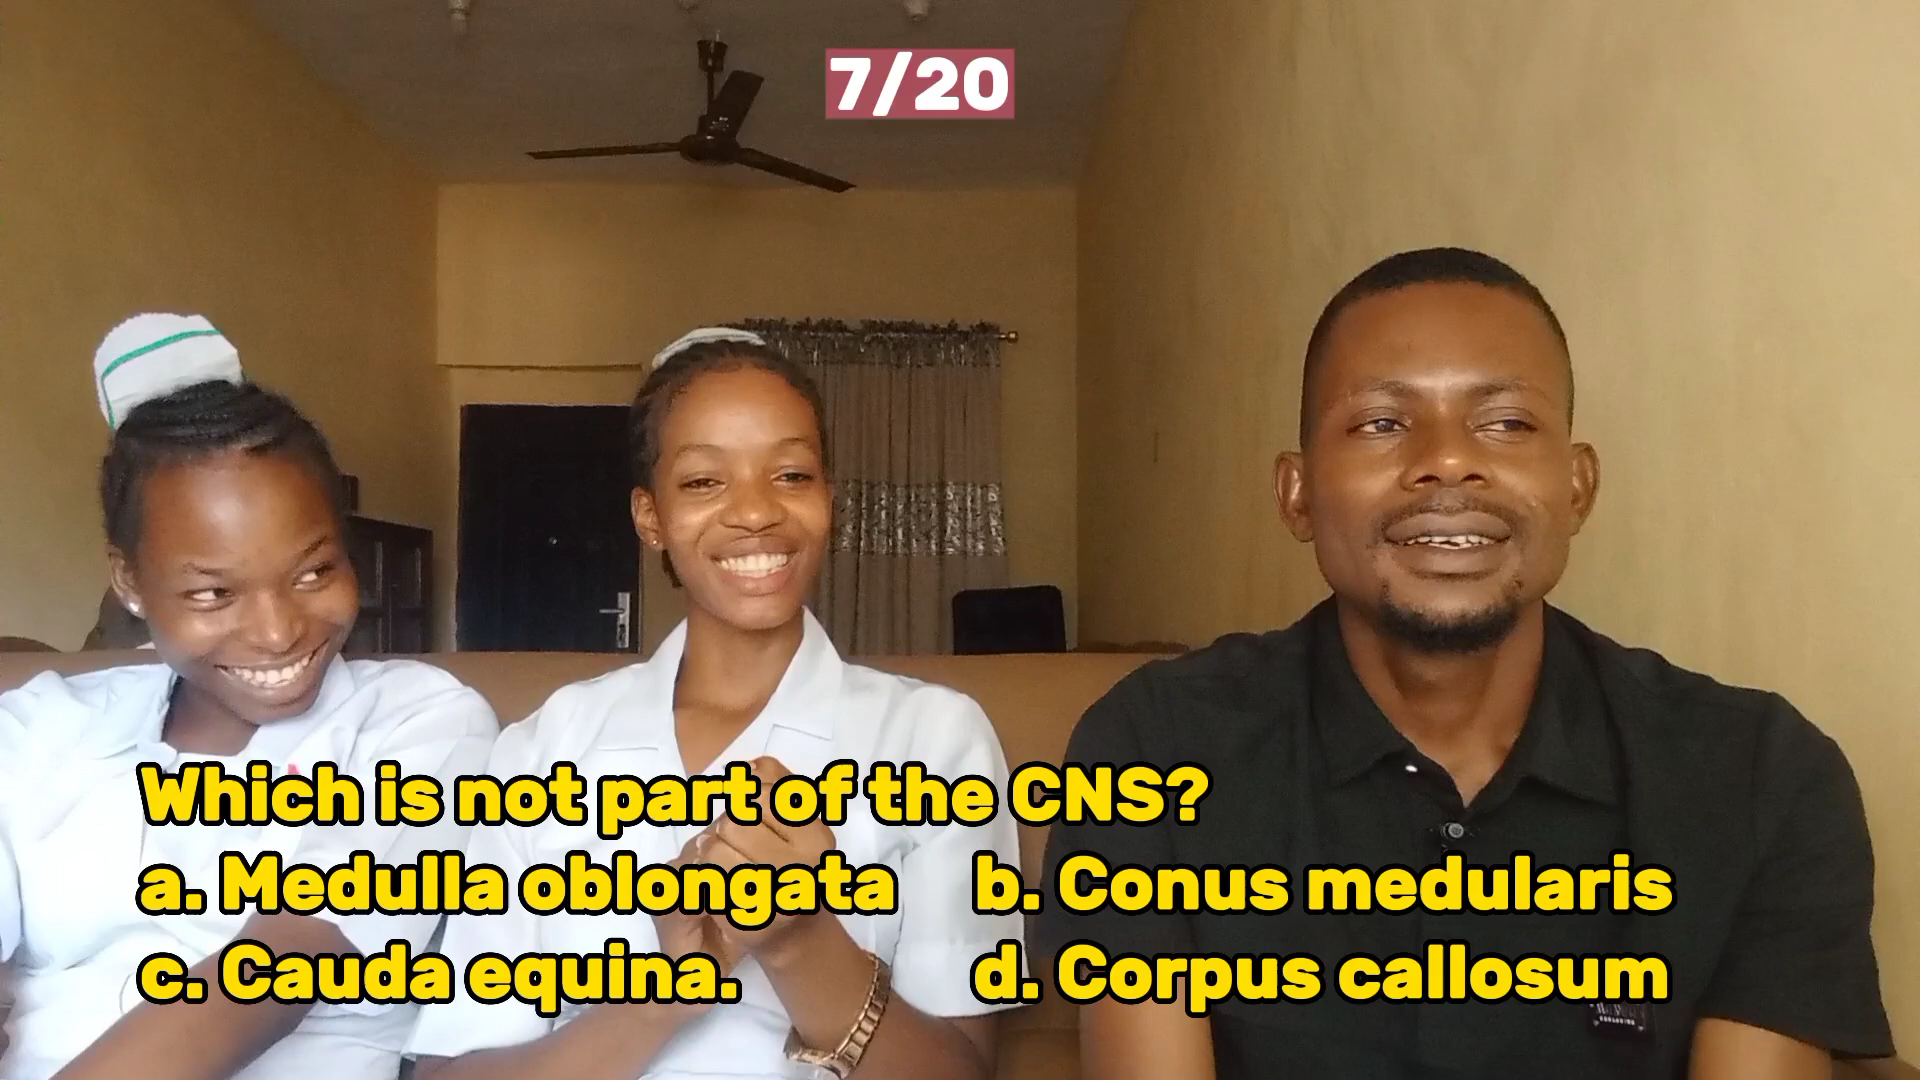 7/20
Which is not part of the CNS?
a. Medulla oblongata b. Conus medularis
c. Cauda equina. d. Corpus callosum